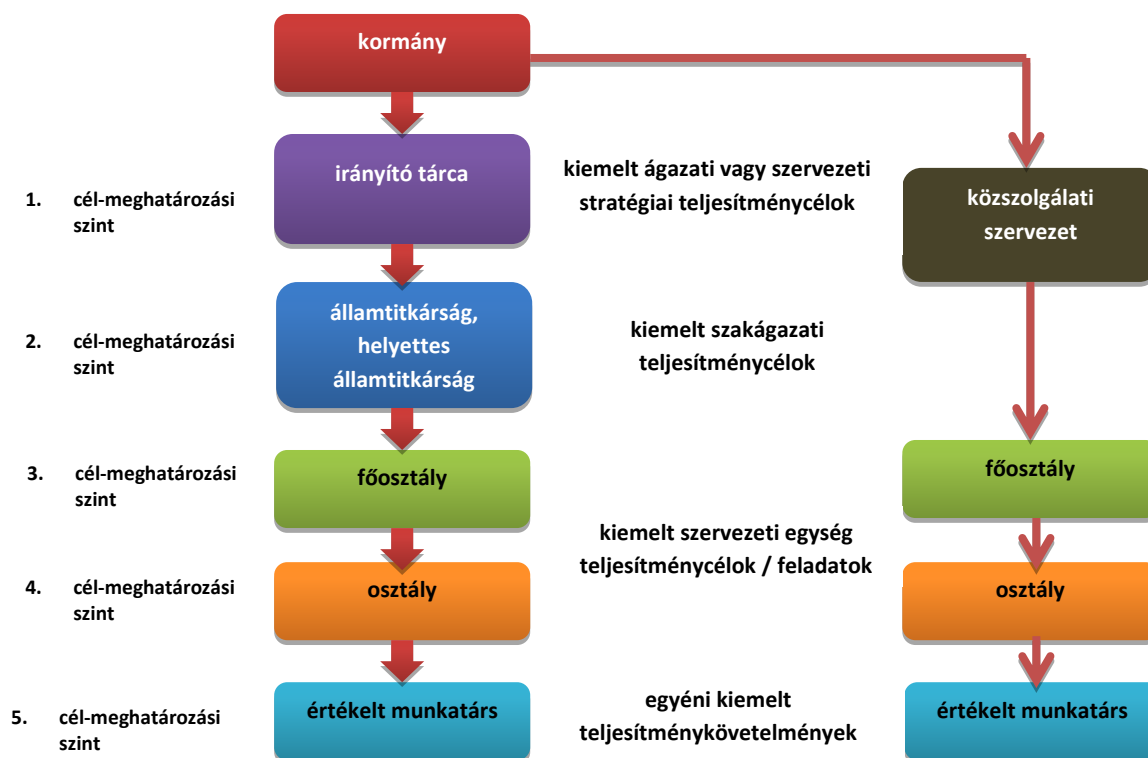 kormány
1. cél-meghatározási
szint
irányító tárca
kiemelt ágazati vagy szervezeti
stratégiai teljesítménycélok
közszolgálati
szervezet
2. cél-meghatározási
szint
államtitkárság,
helyettes
államtitkárság
kiemelt szakágazati
teljesítménycélok
3. cél-meghatározási
szint
főosztály
főosztály
kiemelt szervezeti egység
teljesítménycélok / feladatok
4. cél-meghatározási
szint
osztály
osztály
5. cél-meghatározási
szint
értékelt munkatárs
egyéni kiemelt
teljesítménykövetelmények
értékelt munkatárs